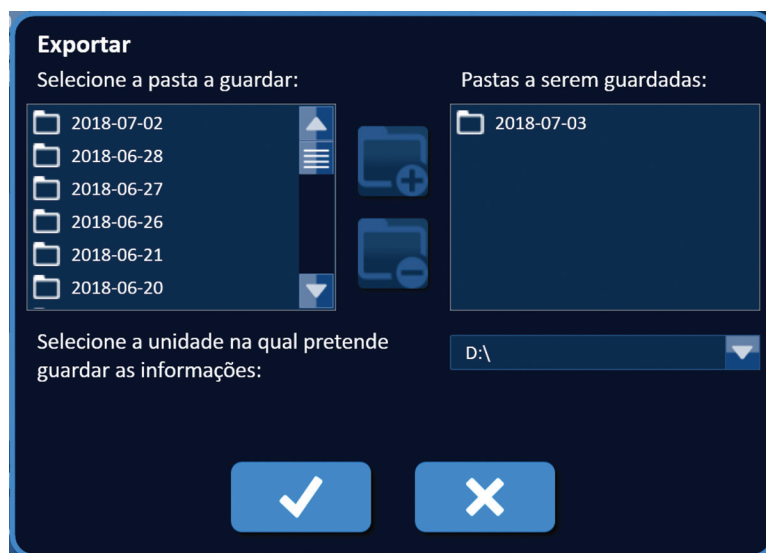 Exportar
Selecione a pasta a guardar:
Pastas a serem guardadas:
2018-07-02
2018-06-28
2018-06-27
2018-06-26
2018-06-21
2018-06-20
2018-07-03
Selecione a unidade na qual pretende
guardar as informações:
D:\